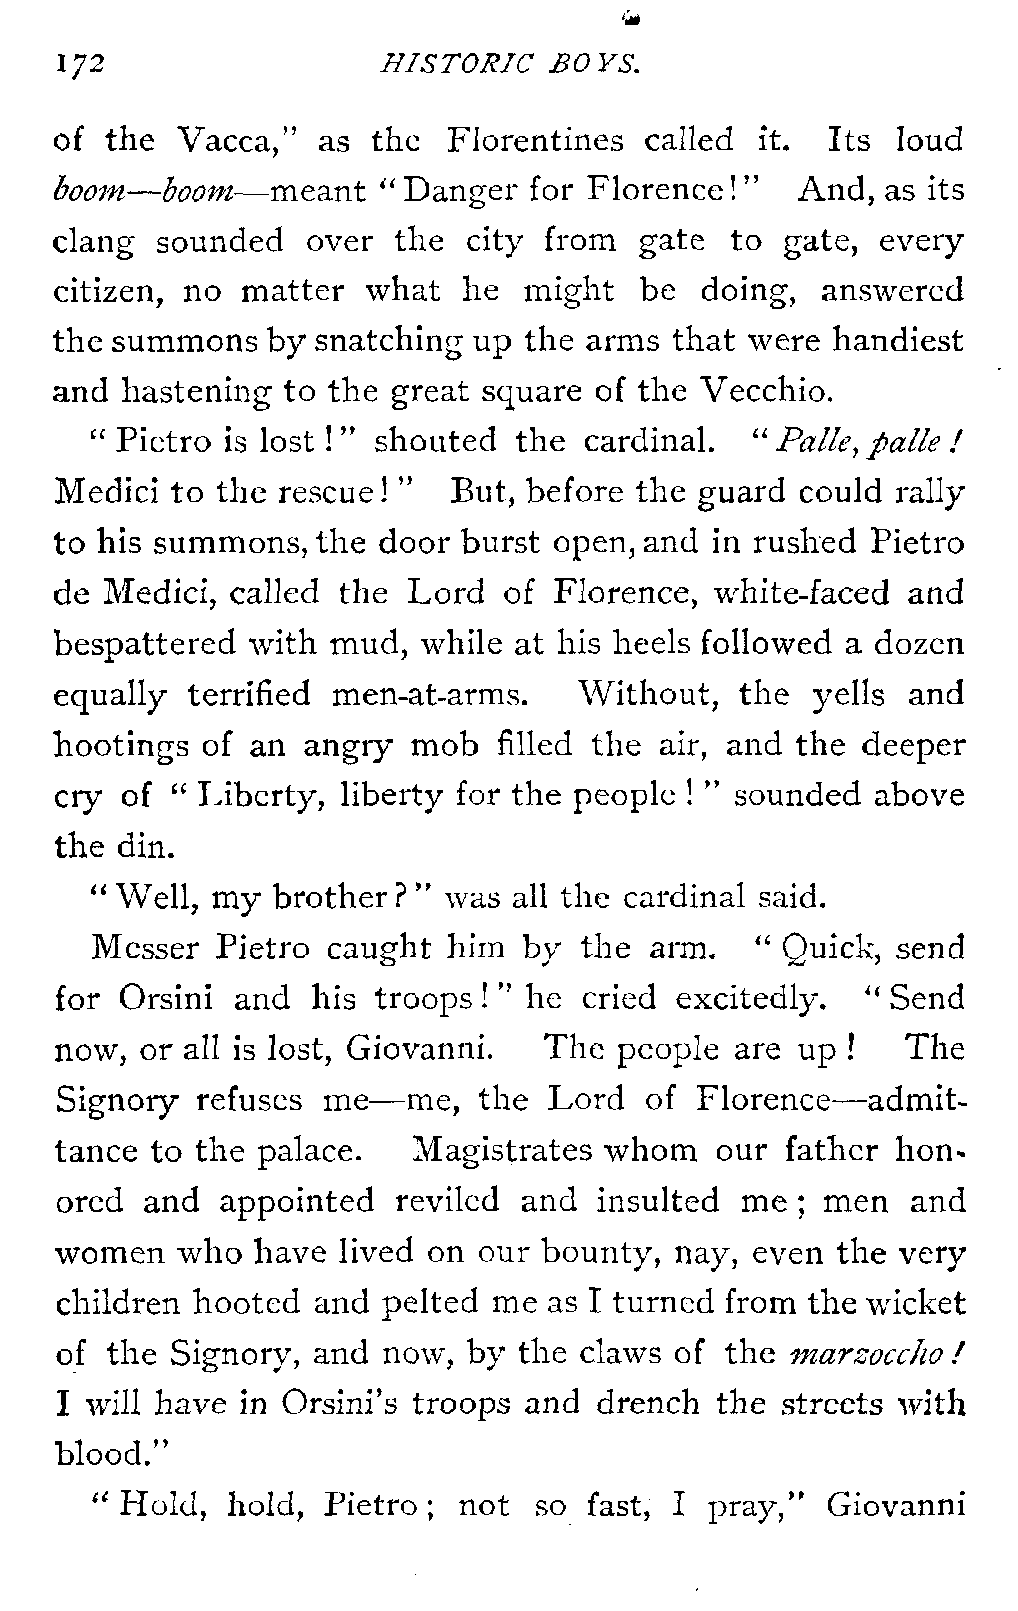 172 HISTORIC BOYS.
of the Vacca,” as the Florentines called it. Its loud
boom—boom—meant “Danger for Florence!” And, as its
clang sounded over the city from gate to gate, every
citizen, no matter what he might be doing, answered
the summons by snatching up the arms that were handiest
and hastening to the great square of the Vecchio.
“Pietro is lost!” shouted the cardinal. “Palle, palle!
Medici to the rescue!” But, before the guard could rally
to his summons, the door burst open, and in rushed Pietro
de Medici, called the Lord of Florence, white-faced and
bespattered with mud, while at his heels followed a dozen
equally terrified men-at-arms. Without, the yells and
hootings of an angry mob filled the air, and the deeper
cry of “Liberty, liberty for the people!” sounded above
the din.
“Well, my brother?” was all the cardinal said.
Messer Pietro caught him by the arm. “Quick, send
for Orsini and his troops!” he cried excitedly. “Send
now, or all is lost, Giovanni. The people are up! The
Signory refuses me—me, the Lord of Florence—admit-
tance to the palace. Magistrates whom our father hon-
ored and appointed reviled and insulted me; men and
women who have lived on our bounty, nay, even the very
children hooted and pelted me as I turned from the wicket
of the Signory, and now, by the claws of the marzoccho!
I will have in Orsini’s troops and drench the streets with
blood.”
“Hold, hold, Pietro; not so fast, I pray,” Giovanni